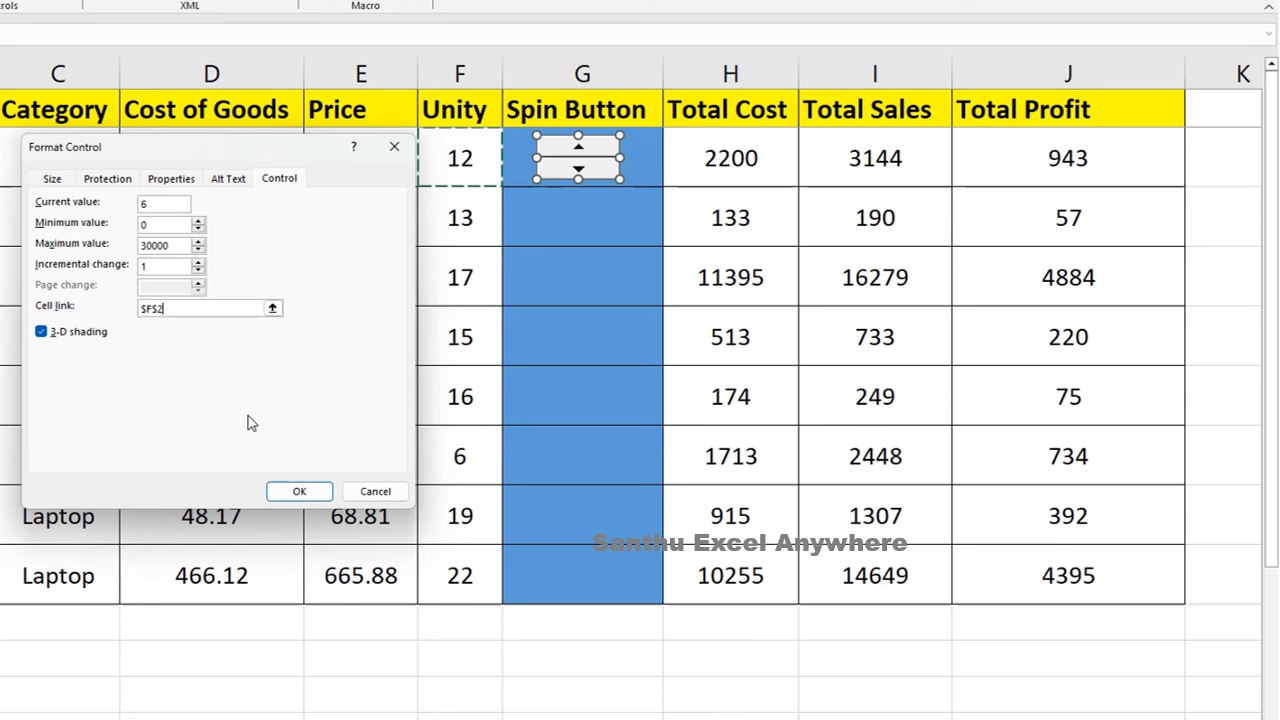 rols XML Macro
C D E F G H I J K
Category Cost of Goods Price Unity Spin Button Total Cost Total Sales Total Profit
Format Control ?
Size Protection Properties Alt Text Control
Current value: 6
Minimum value: 0
Maximum value: 30000
Incremental change: 1
Page change:
Cell link: $F$2
3-D shading
OK Cancel
12 2200 3144 943
13 133 190 57
17 11395 16279 4884
15 513 733 220
16 174 249 75
6 1713 2448 734
Laptop 48.17 68.81 19 915 1307 392
Santhu Excel Anywhere
Laptop 466.12 665.88 22 10255 14649 4395